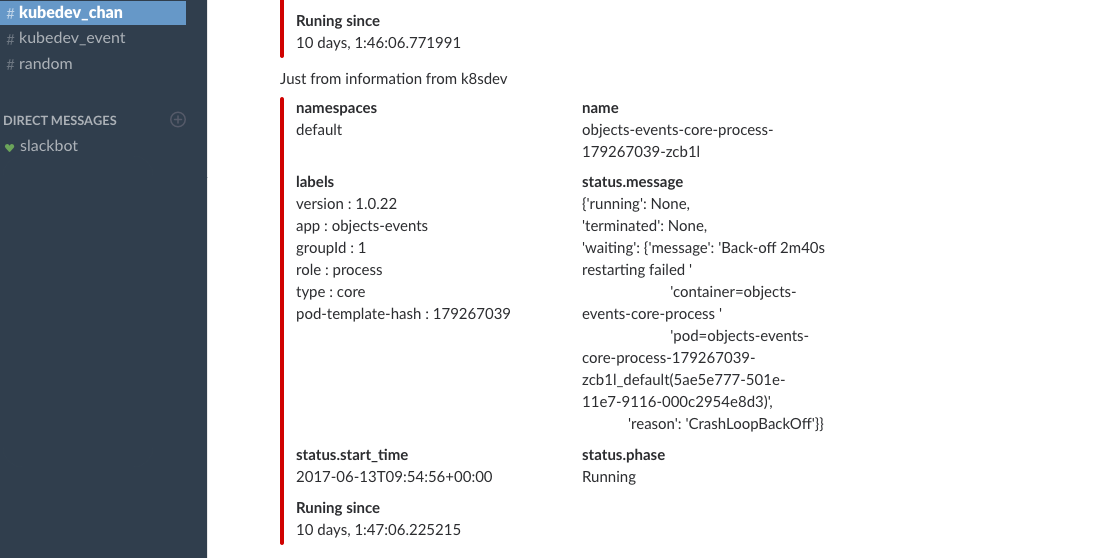 # kubedev_chan
# kubedev_event
# random
DIRECT MESSAGES
slackbot
Runing since
10 days, 1:46:06.771991
Just from information from k8sdev
namespaces
default
name
objects-events-core-process-
179267039-zcb1l
labels
version : 1.0.22
app : objects-events
groupId : 1
role : process
type : core
pod-template-hash : 179267039
status.message
{'running': None,
'terminated': None,
'waiting': {'message': 'Back-off 2m40s
restarting failed '
'container=objects-
events-core-process '
'pod=objects-events-
core-process-179267039-
zcb1l_default(5ae5e777-501e-
11e7-9116-000c2954e8d3)',
'reason': 'CrashLoopBackOff'}}
status.start_time
2017-06-13T09:54:56+00:00
status.phase
Running
Runing since
10 days, 1:47:06.225215